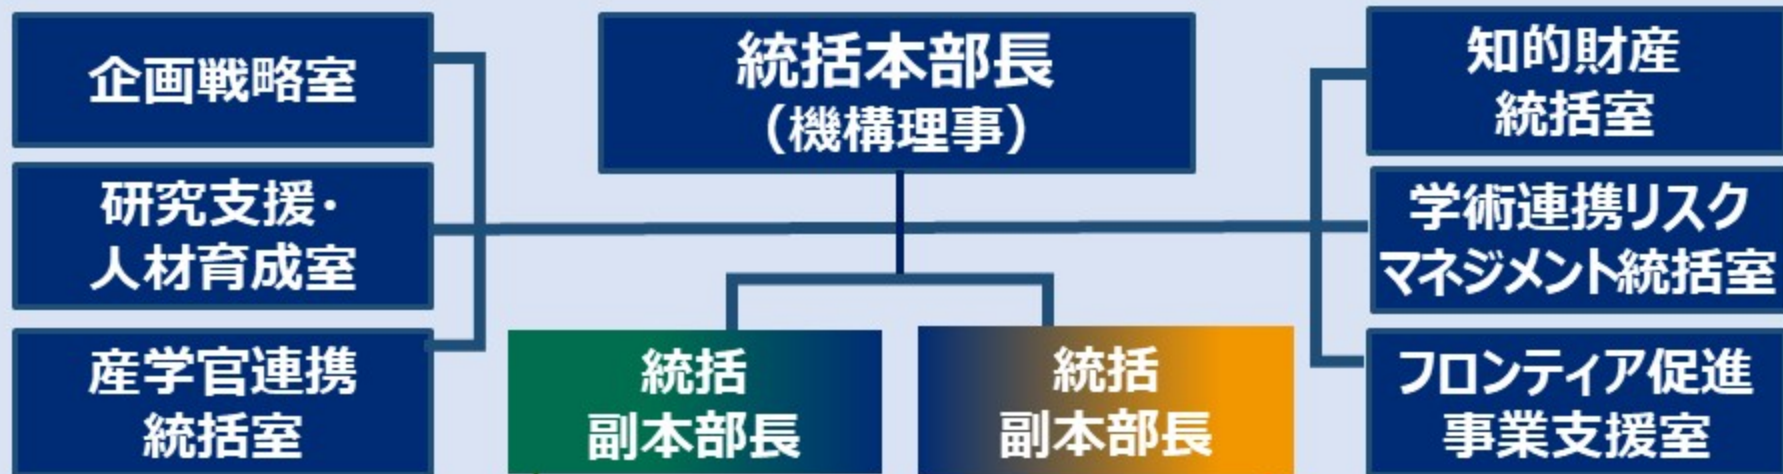 企画戦略室
研究支援・
人材育成室
産学官連携
統括室
統括本部長
（機構理事）
統括
副本部長
統括
副本部長
知的財産
統括室
学術連携リスク
マネジメント統括室
フロンティア促進
事業支援室